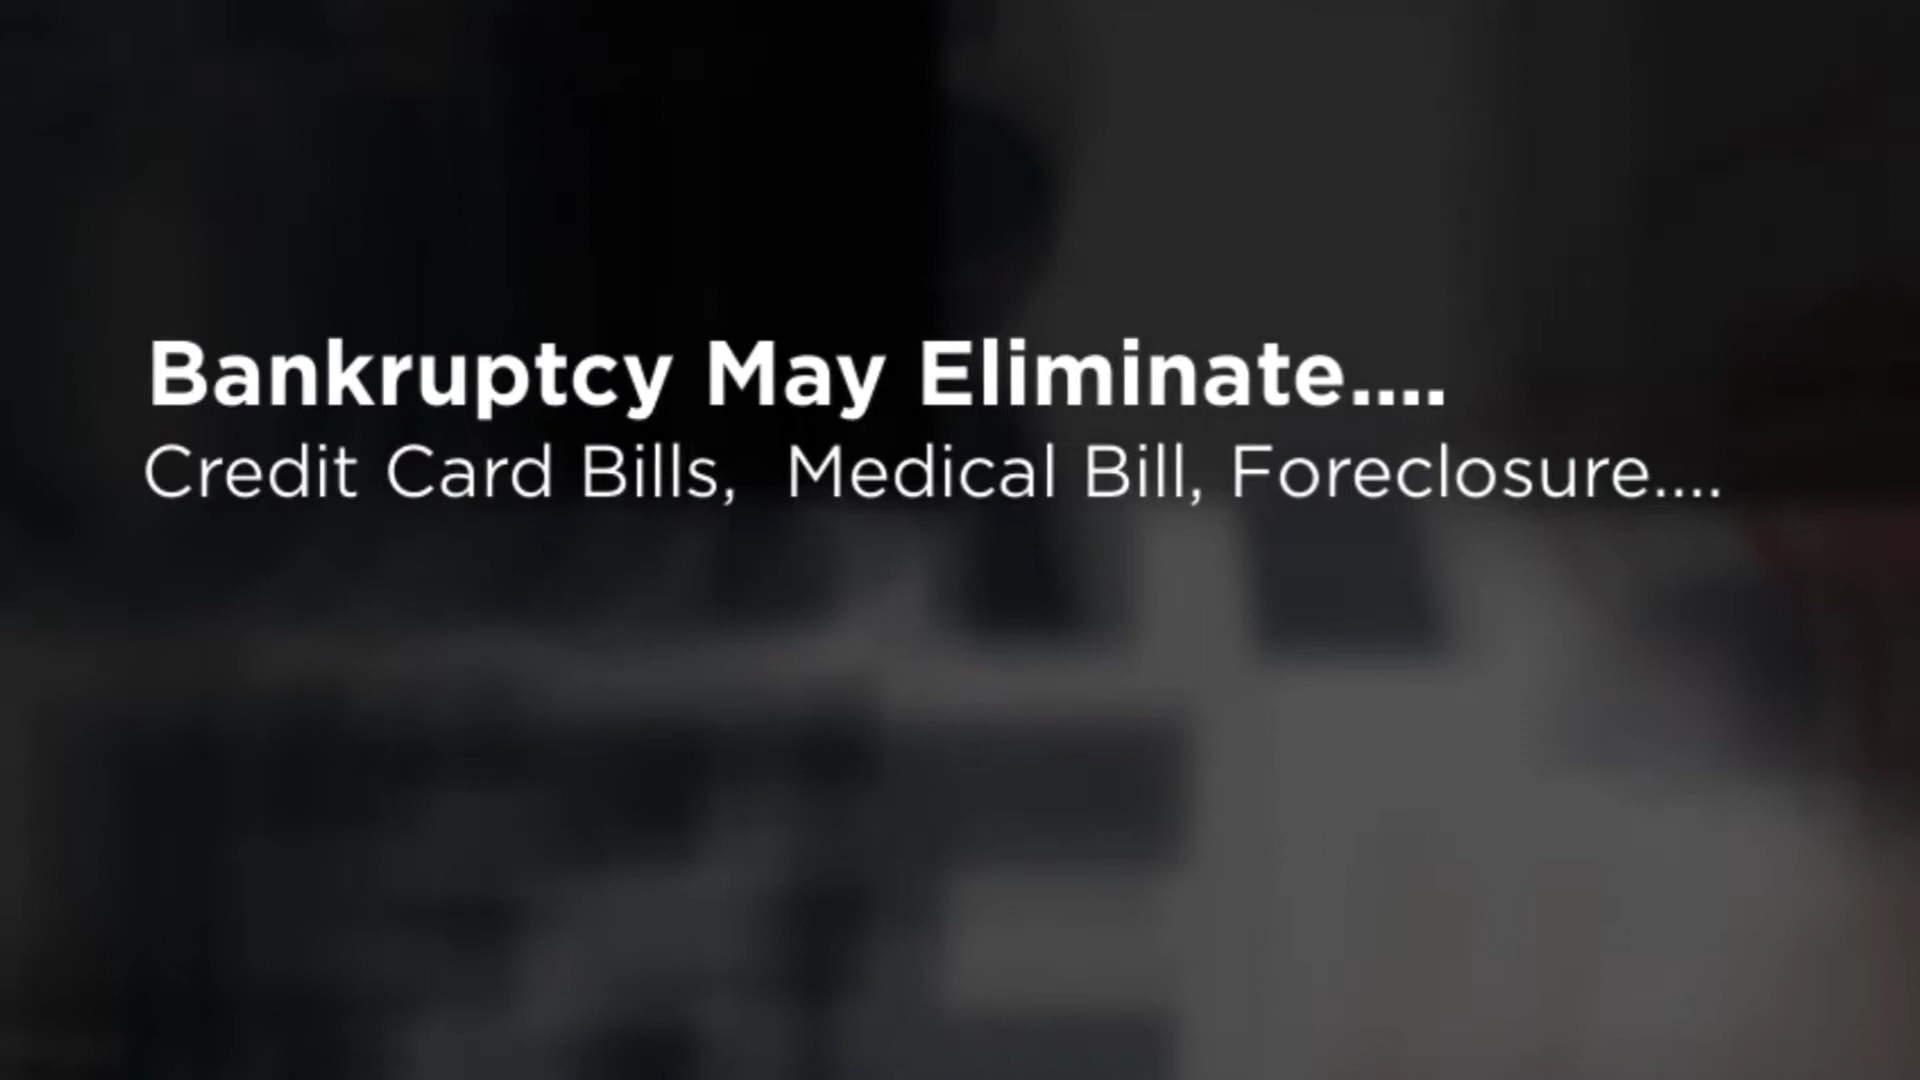 Bankruptcy May Eliminate....
Credit Card Bills, Medical Bill, Foreclosure....